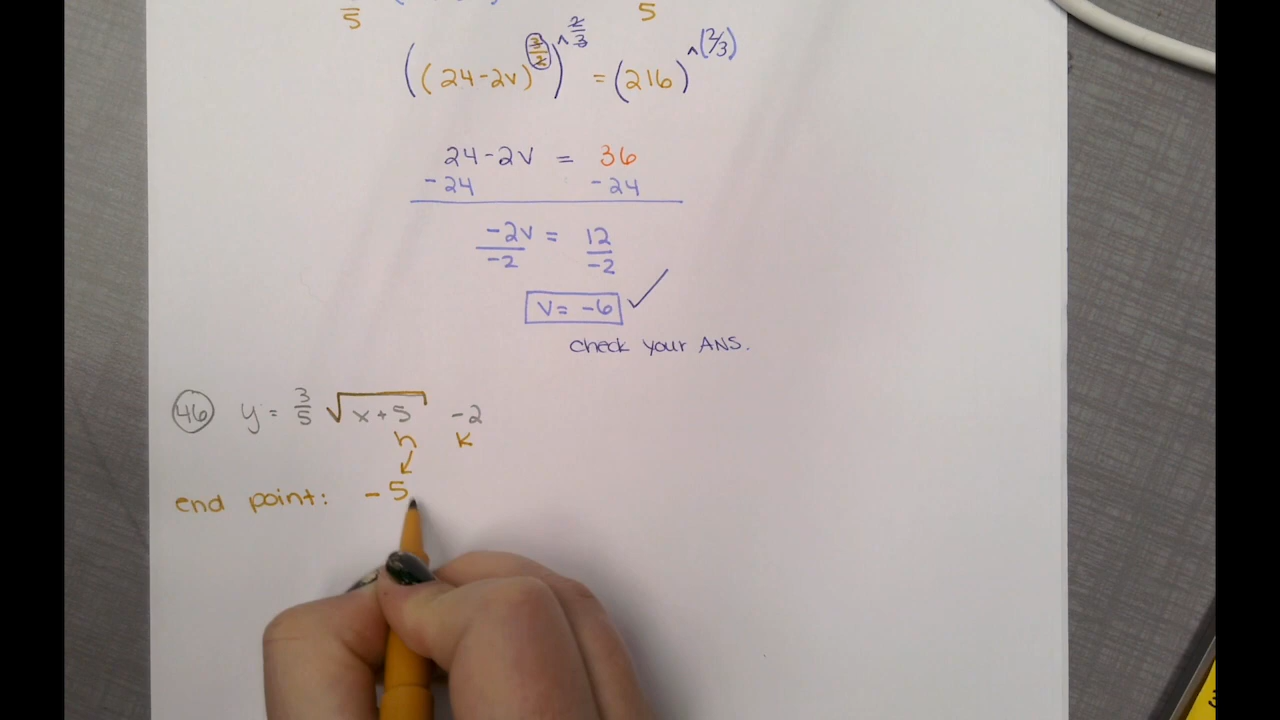 5 5
((24-2v)^3/2)^2/3 = (216)^(2/3)
24-2v = 36
-24 -24
-2v = 12
-2 -2
v = -6 ✓
check your ANS.
46 y = 3/5 √x+5 -2
h k
end point: -5